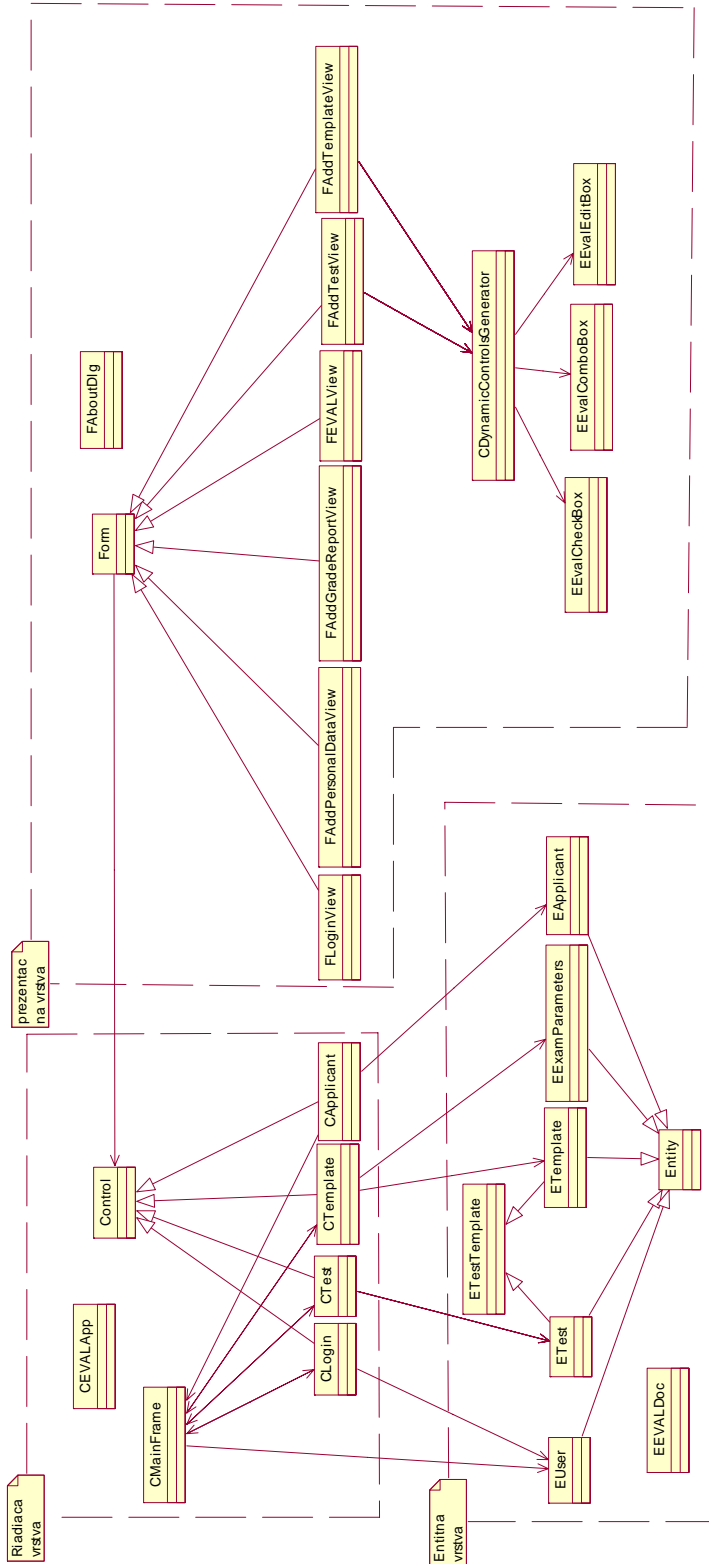 Riadiaca
vrstva
CEVALApp
Control
CMainFrame
CLogin
CTest
CTemplate
CApplicant
prezentac
na vrstva
Form
FAboutDlg
FLoginView
FAddPersonalDataView
FAddGradeReportView
FEVALView
FAddTestView
FAddTemplateView
CDynamicControlsGenerator
EEvalCheckBox
EEvalComboBox
EEvalEditBox
Entitna
vrstva
ETestTemplate
EUser
ETest
ETemplate
EExamParameters
EApplicant
EEVALDoc
Entity